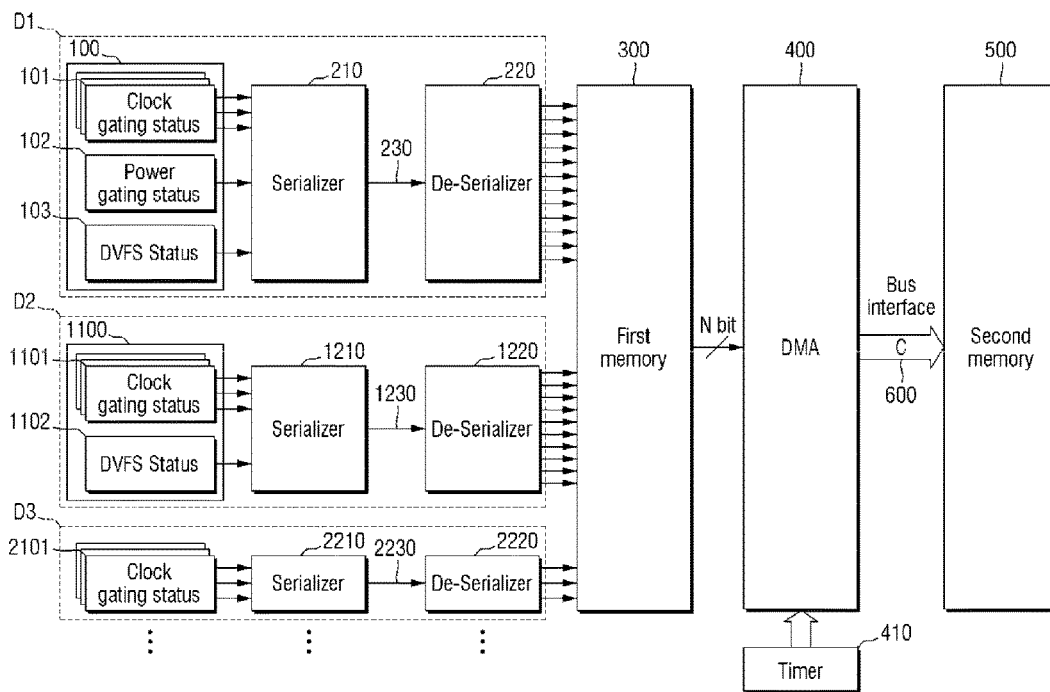 D1
100
101
Clock
gating status
102
Power
gating status
103
DVFS Status
210
Serializer
230
220
De-Serializer
D2
1100
1101
Clock
gating status
1102
DVFS Status
1210
Serializer
1230
1220
De-Serializer
D3
2101
Clock
gating status
2210
Serializer
2230
2220
De-Serializer
300
First
memory
N bit
400
DMA
410
Timer
Bus
interface
C
600
500
Second
memory